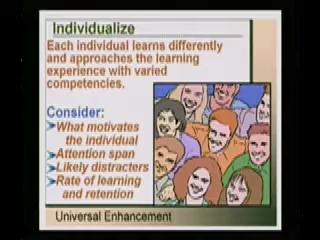 Individualize
Each individual learns differently
and approaches the learning
experience with varied
competencies.
Consider:
What motivates
the individual
Attention span
Likely distracters
Rate of learning
and retention
Universal Enhancement